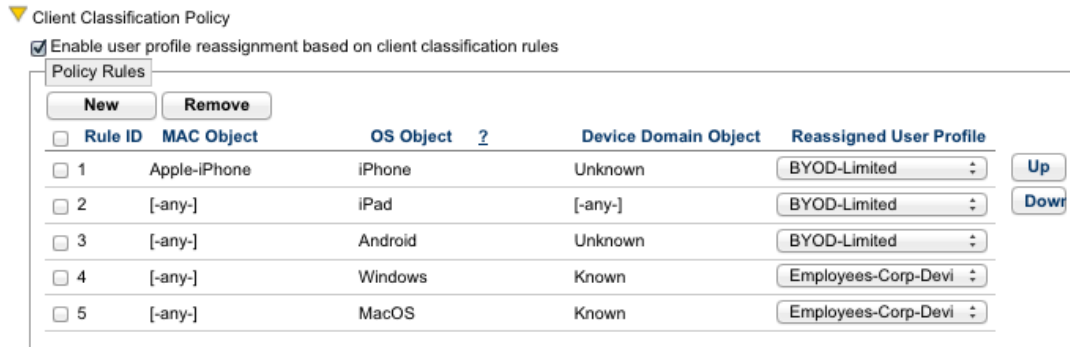 Client Classification Policy
Enable user profile reassignment based on client classification rules
Policy Rules
New Remove
Rule ID MAC Object OS Object ? Device Domain Object Reassigned User Profile
1 Apple-iPhone iPhone Unknown BYOD-Limited Up
2 [-any-] iPad [-any-] BYOD-Limited Down
3 [-any-] Android Unknown BYOD-Limited
4 [-any-] Windows Known Employees-Corp-Devi
5 [-any-] MacOS Known Employees-Corp-Devi